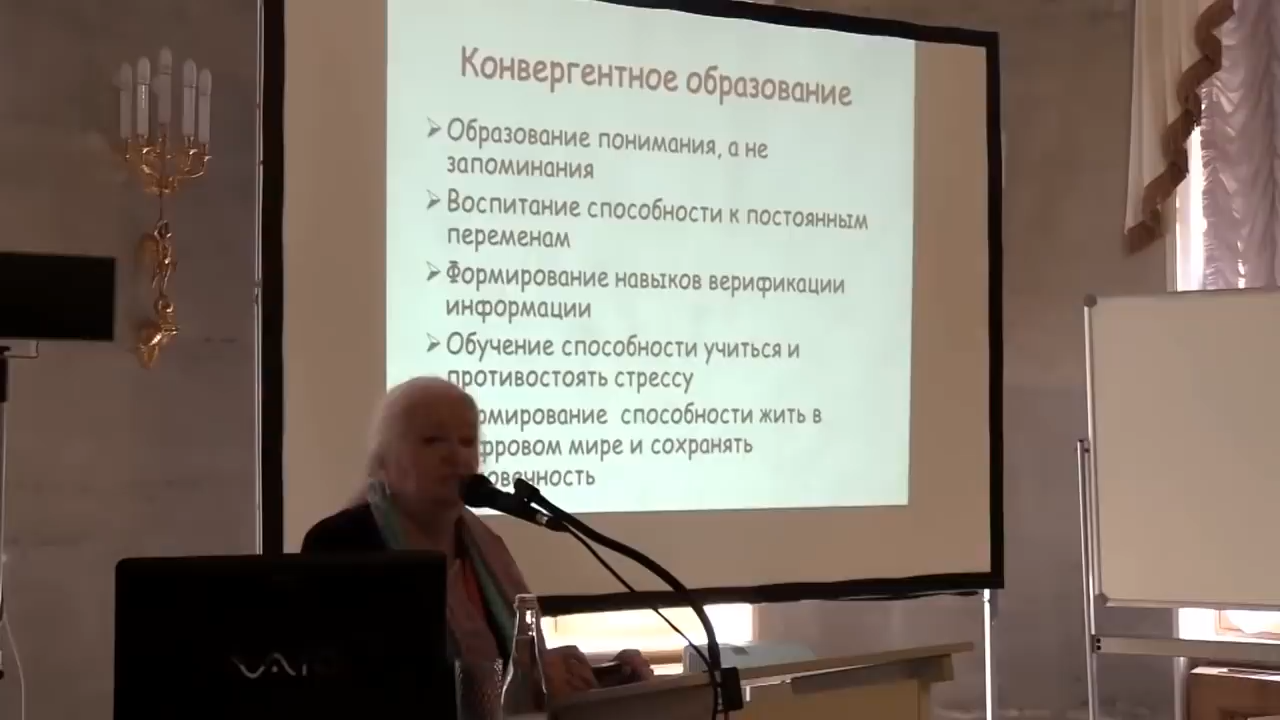 Конвергентное образование
Образование понимания, а не
запоминания
Воспитание способности к постоянным
переменам
Формирование навыков верификации
информации
Обучение способности учиться и
противостоять стрессу
способности жить в
мире и сохранять
VAIO